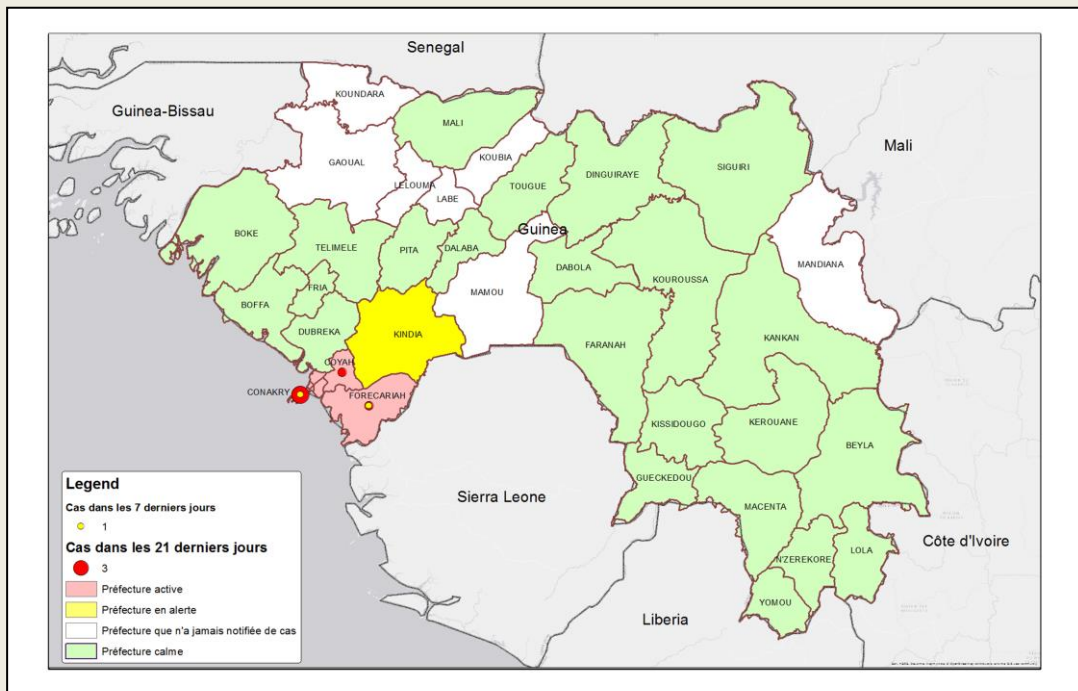 Senegal
Guinea-Bissau
KOUNDARA
MALI
Mali
GAOUAL
KOUBIA
SIGUIRI
LELOUMA
LABE
TOUGUE
DINGUIRAYE
BOKE
TELIMELE
PITA
DALABA
Guinea
MANDIANA
DABOLA
KOUROUSSA
FRIA
BOFFA
MAMOU
DUBREKA
KINDIA
FARANAH
KANKAN
COYAH
CONAKRY
FORECARIAH
KISSIDOUGO
KEROUANE
BEYLA
GUECKEDOU
Sierra Leone
MACENTA
Côte d'Ivoire
N'ZEREKORE
LOLA
YOMOU
Liberia
Legend
Cas dans les 7 derniers jours
1
Cas dans les 21 derniers jours
3
Préfecture active
Préfecture en alerte
Préfecture que n'a jamais notifiée de cas
Préfecture calme